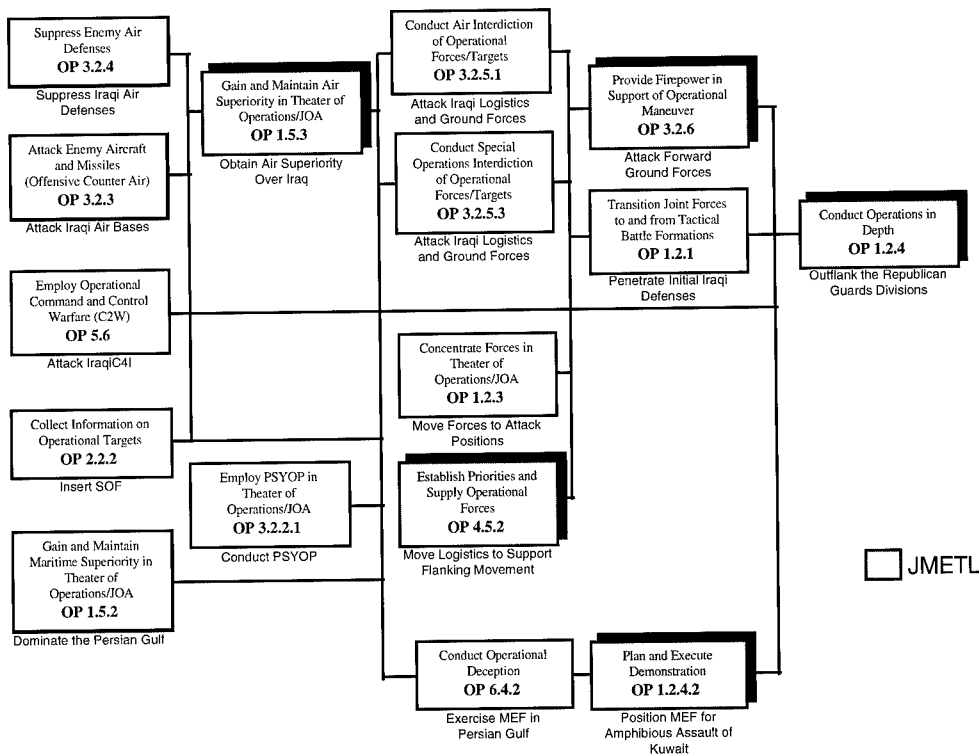 Suppress Enemy Air
Defenses
OP 3.2.4
Suppress Iraqi Air
Defenses
Attack Enemy Aircraft
and Missiles
(Offensive Counter Air)
OP 3.2.3
Attack Iraqi Air Bases
Employ Operational
Command and Control
Warfare (C2W)
OP 5.6
Attack IraqiC4I
Collect Information on
Operational Targets
OP 2.2.2
Insert SOF
Gain and Maintain
Maritime Superiority in
Theater of
Operations/JOA
OP 1.5.2
Dominate the Persian Gulf
Gain and Maintain Air
Superiority in Theater of
Operations/JOA
OP 1.5.3
Obtain Air Superiority
Over Iraq
Employ PSYOP in
Theater of
Operations/JOA
OP 3.2.2.1
Conduct PSYOP
Conduct Air Interdiction
of Operational
Forces/Targets
OP 3.2.5.1
Attack Iraqi Logistics
and Ground Forces
Conduct Special
Operations Interdiction
of Operational
Forces/Targets
OP 3.2.5.3
Attack Iraqi Logistics
and Ground Forces
Concentrate Forces in
Theater of
Operations/JOA
OP 1.2.3
Move Forces to Attack
Positions
Establish Priorities and
Supply Operational
Forces
OP 4.5.2
Move Logistics to Support
Flanking Movement
Conduct Operational
Deception
OP 6.4.2
Exercise MEF in
Persian Gulf
Provide Firepower in
Support of Operational
Maneuver
OP 3.2.6
Attack Forward
Ground Forces
Transition Joint Forces
to and from Tactical
Battle Formations
OP 1.2.1
Penetrate Initial Iraqi
Defenses
Plan and Execute
Demonstration
OP 1.2.4.2
Position MEF for
Amphibious Assault of
Kuwait
Conduct Operations in
Depth
OP 1.2.4
Outflank the Republican
Guards Divisions
JMETL